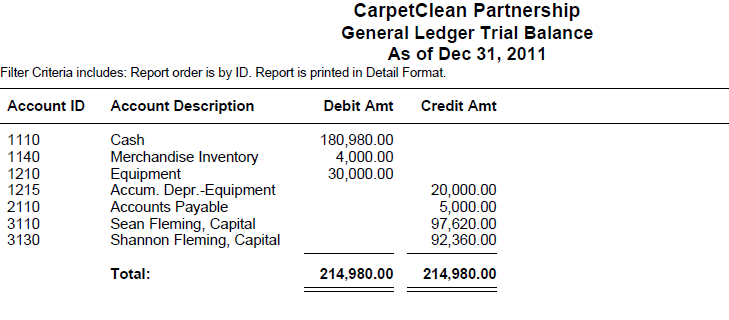 CarpetClean Partnership
General Ledger Trial Balance
As of Dec 31, 2011
Filter Criteria includes: Report order is by ID. Report is printed in Detail Format.
Account ID Account Description Debit Amt Credit Amt
1110 Cash 180,980.00
1140 Merchandise Inventory 4,000.00
1210 Equipment 30,000.00
1215 Accum. Depr.-Equipment 20,000.00
2110 Accounts Payable 5,000.00
3110 Sean Fleming, Capital 97,620.00
3130 Shannon Fleming, Capital 92,360.00
Total: 214,980.00 214,980.00